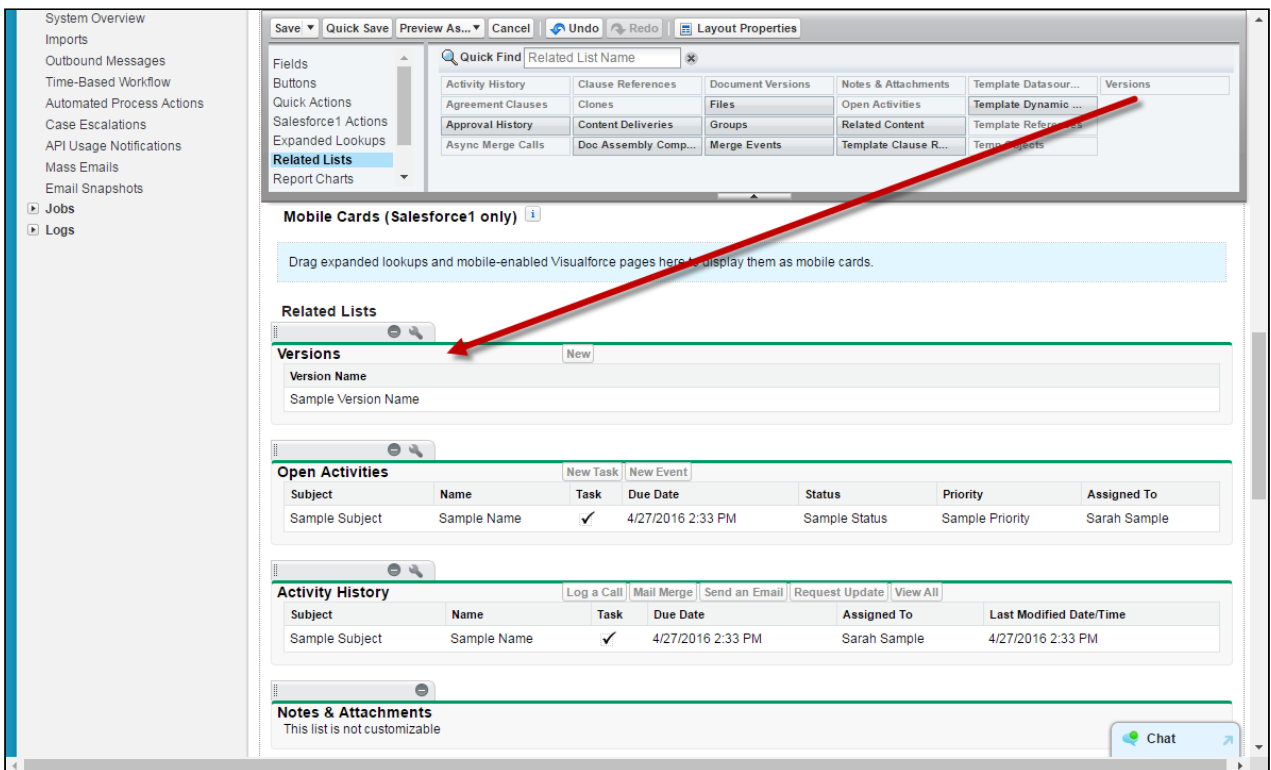 System Overview
Imports
Outbound Messages
Time-Based Workflow
Automated Process Actions
Case Escalations
API Usage Notifications
Mass Emails
Email Snapshots
Jobs
Logs
Save Quick Save Preview As... Cancel Undo Redo Layout Properties
Fields
Buttons
Quick Actions
Salesforce1 Actions
Expanded Lookups
Related Lists
Report Charts
Quick Find Related List Name
Activity History Clause References Document Versions Notes & Attachments Template Datasour... Versions
Agreement Clauses Clones Files Open Activities Template Dynamic ...
Approval History Content Deliveries Groups Related Content Template References
Async Merge Calls Doc Assembly Comp... Merge Events Template Clause R... Temp Objects
Mobile Cards (Salesforce1 only) i
Drag expanded lookups and mobile-enabled Visualforce pages here to display them as mobile cards.
Related Lists
Versions New
Version Name
Sample Version Name
Open Activities New Task New Event
Subject Name Task Due Date Status Priority Assigned To
Sample Subject Sample Name 4/27/2016 2:33 PM Sample Status Sample Priority Sarah Sample
Activity History Log a Call Mail Merge Send an Email Request Update View All
Subject Name Task Due Date Assigned To Last Modified Date/Time
Sample Subject Sample Name 4/27/2016 2:33 PM Sarah Sample 4/27/2016 2:33 PM
Notes & Attachments
This list is not customizable
Chat